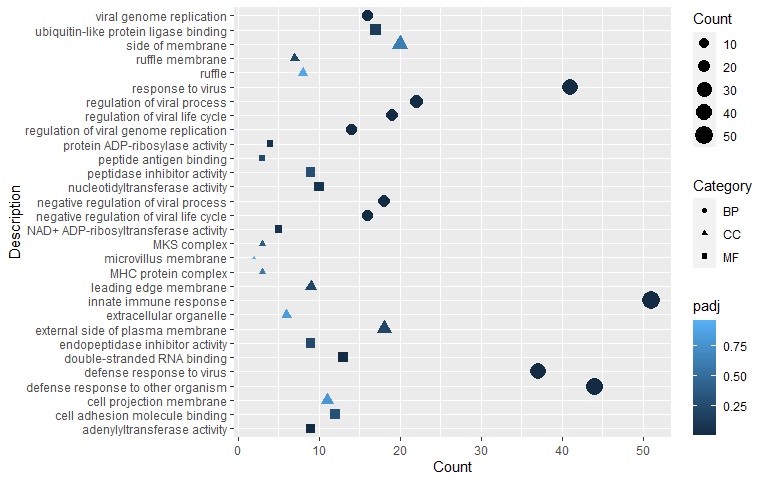 viral genome replication
ubiquitin-like protein ligase binding
side of membrane
ruffle membrane
ruffle
response to virus
regulation of viral process
regulation of viral life cycle
regulation of viral genome replication
protein ADP-ribosylase activity
peptide antigen binding
peptidase inhibitor activity
nucleotidyltransferase activity
negative regulation of viral process
negative regulation of viral life cycle
NAD+ ADP-ribosyltransferase activity
MKS complex
microvillus membrane
MHC protein complex
leading edge membrane
innate immune response
extracellular organelle
external side of plasma membrane
endopeptidase inhibitor activity
double-stranded RNA binding
defense response to virus
defense response to other organism
cell projection membrane
cell adhesion molecule binding
adenylyltransferase activity
Description
0 10 20 30 40 50
Count
Count
10
20
30
40
50
Category
BP
CC
MF
padj
0.75
0.50
0.25